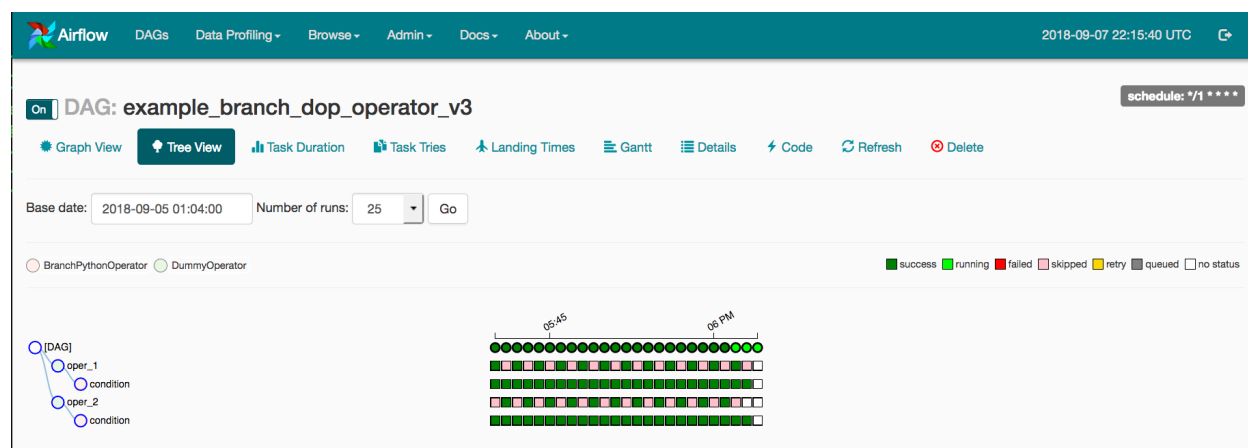 Airflow DAGs Data Profiling Browse Admin Docs About 2018-09-07 22:15:40 UTC
schedule: */1 * * * *
On DAG: example_branch_dop_operator_v3
Graph View Tree View Task Duration Task Tries Landing Times Gantt Details Code Refresh Delete
Base date: 2018-09-05 01:04:00 Number of runs: 25 Go
BranchPythonOperator DummyOperator success running failed skipped retry queued no status
05:45 06 PM
[DAG]
oper_1
condition
oper_2
condition